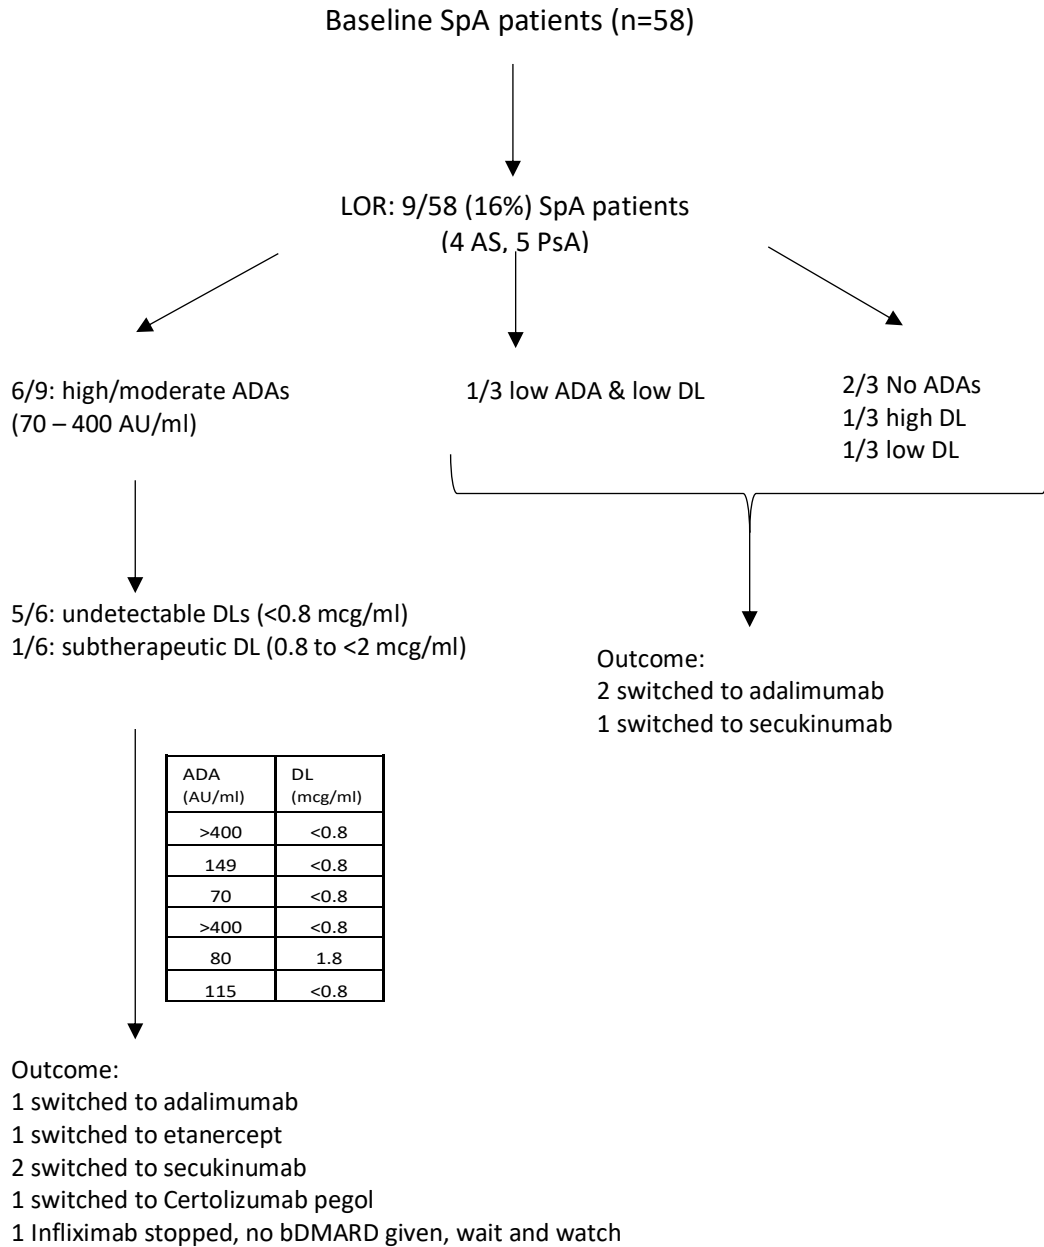 Baseline SpA patients (n=58)
LOR: 9/58 (16%) SpA patients
(4 AS, 5 PsA)
6/9: high/moderate ADAs
(70 – 400 AU/ml)
1/3 low ADA & low DL
2/3 No ADAs
1/3 high DL
1/3 low DL
5/6: undetectable DLs (<0.8 mcg/ml)
1/6: subtherapeutic DL (0.8 to <2 mcg/ml)
Outcome:
2 switched to adalimumab
1 switched to secukinumab
ADA (AU/ml) DL (mcg/ml)
>400 <0.8
149 <0.8
70 <0.8
>400 <0.8
80 1.8
115 <0.8
Outcome:
1 switched to adalimumab
1 switched to etanercept
2 switched to secukinumab
1 switched to Certolizumab pegol
1 Infliximab stopped, no bDMARD given, wait and watch